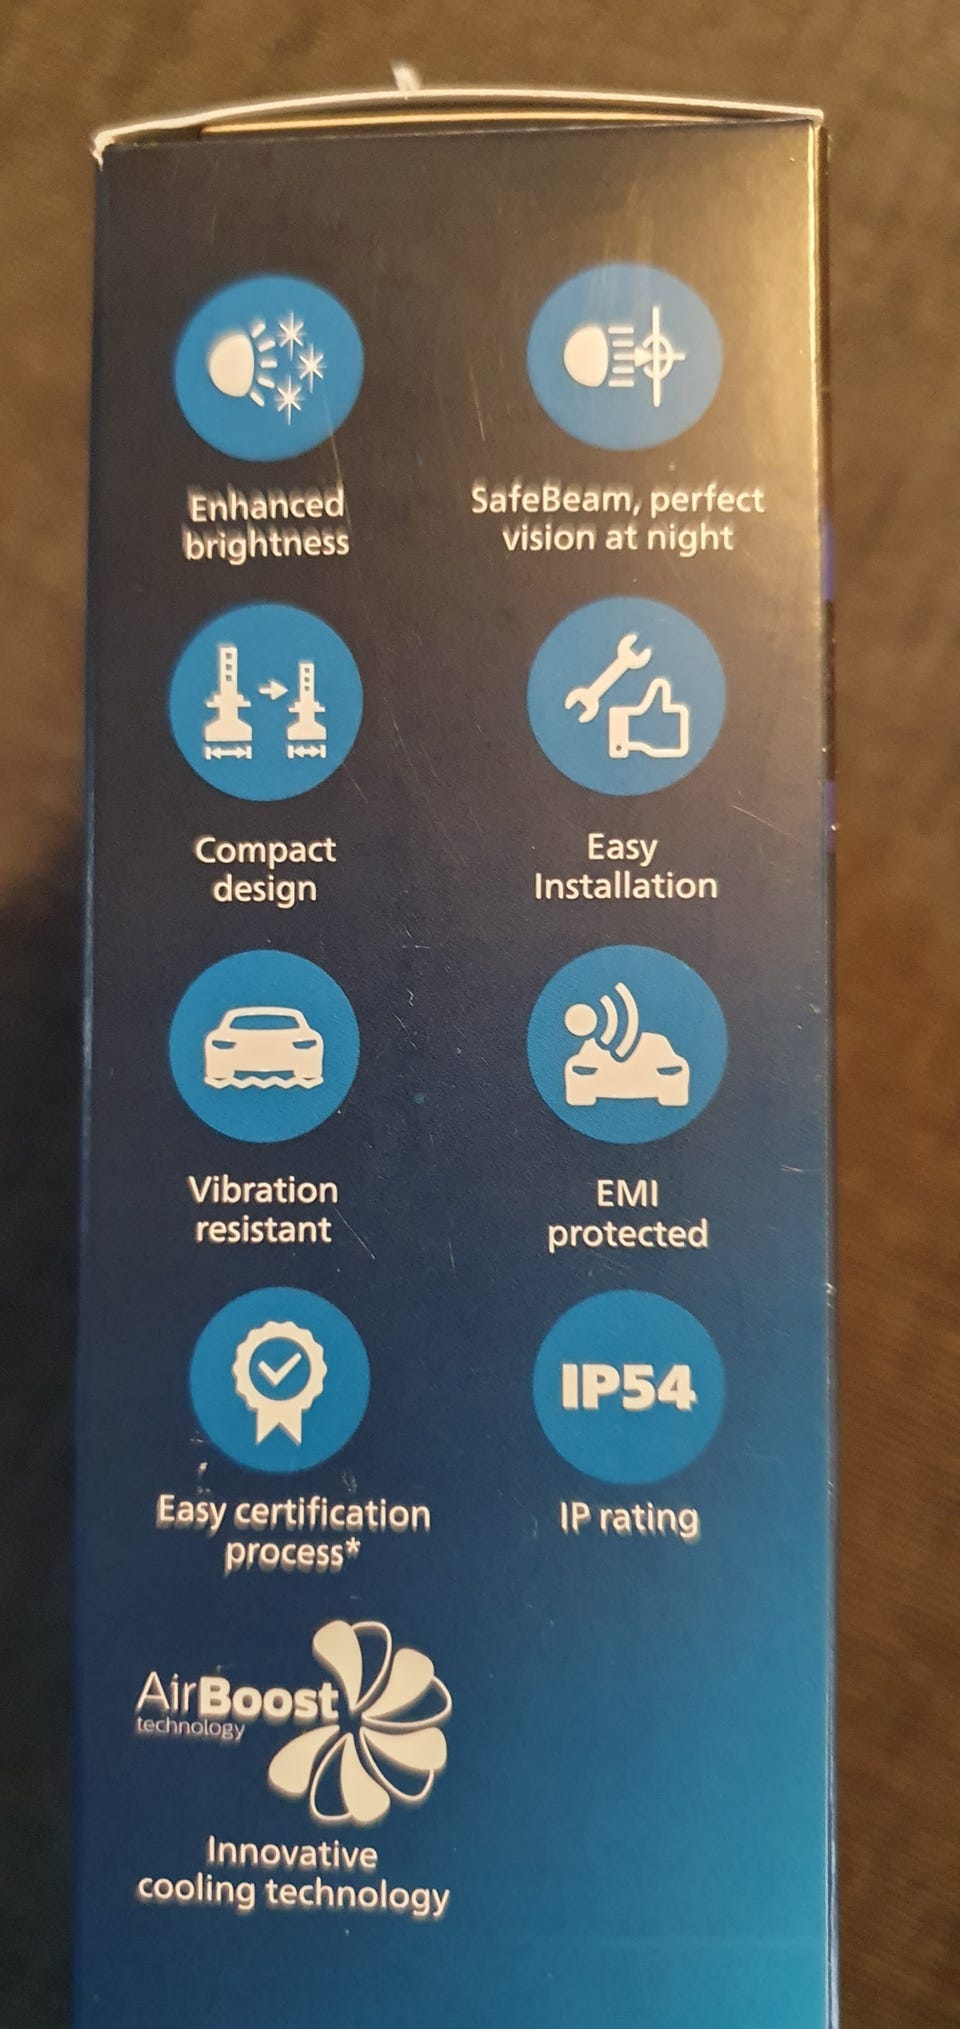 Enhanced
brightness
SafeBeam, perfect
vision at night
Compact
design
Easy
Installation
Vibration
resistant
EMI
protected
Easy certification
process*
IP54
IP rating
AirBoost
technology
Innovative
cooling technology